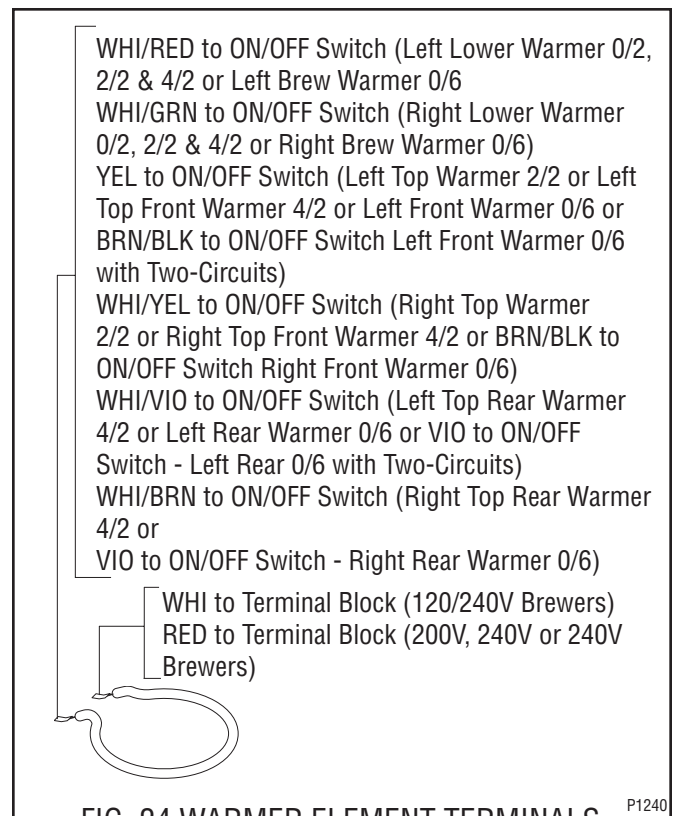 WHI/RED to ON/OFF Switch (Left Lower Warmer 0/2,
2/2 & 4/2 or Left Brew Warmer 0/6
WHI/GRN to ON/OFF Switch (Right Lower Warmer
0/2, 2/2 & 4/2 or Right Brew Warmer 0/6)
YEL to ON/OFF Switch (Left Top Warmer 2/2 or Left
Top Front Warmer 4/2 or Left Front Warmer 0/6 or
BRN/BLK to ON/OFF Switch Left Front Warmer 0/6
with Two-Circuits)
WHI/YEL to ON/OFF Switch (Right Top Warmer
2/2 or Right Top Front Warmer 4/2 or BRN/BLK to
ON/OFF Switch Right Front Warmer 0/6)
WHI/VIO to ON/OFF Switch (Left Top Rear Warmer
4/2 or Left Rear Warmer 0/6 or VIO to ON/OFF
Switch - Left Rear 0/6 with Two-Circuits)
WHI/BRN to ON/OFF Switch (Right Top Rear Warmer
4/2 or
VIO to ON/OFF Switch - Right Rear Warmer 0/6)
WHI to Terminal Block (120/240V Brewers)
RED to Terminal Block (200V, 240V or 240V
Brewers)
FIG. 94 WARMER ELEMENT TERMINALS
P1240